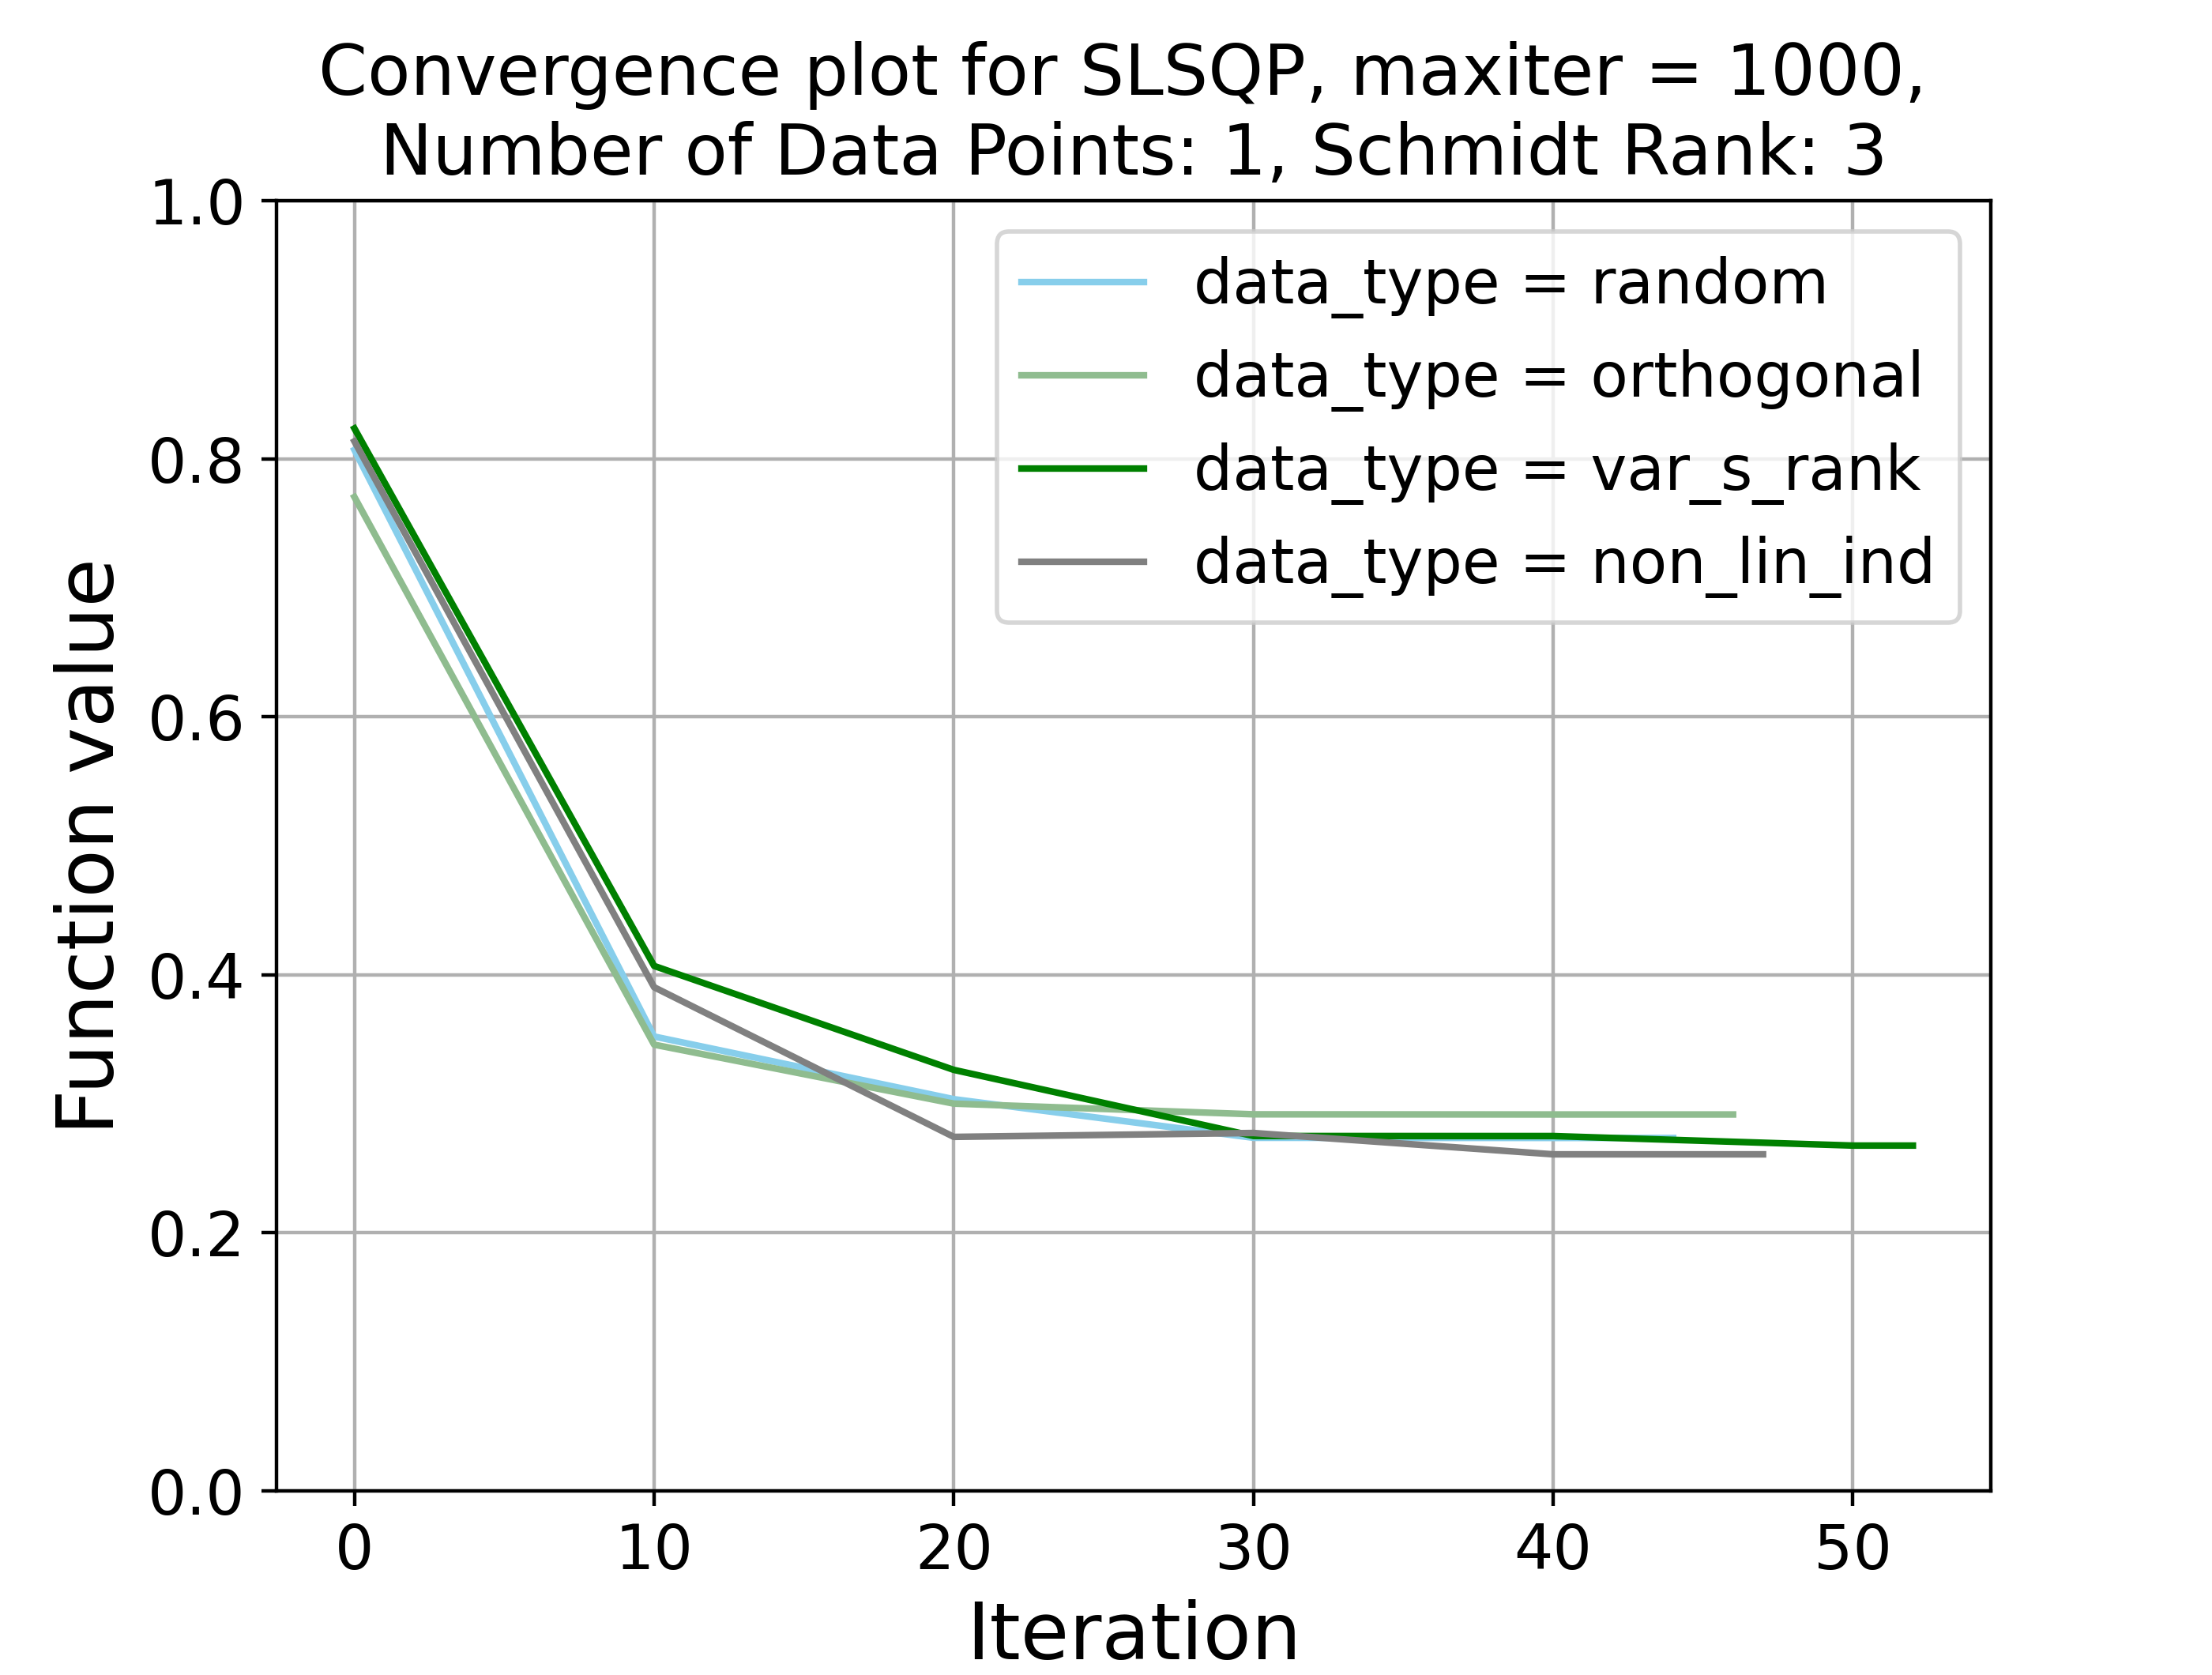 Convergence plot for SLSQP, maxiter = 1000,
Number of Data Points: 1, Schmidt Rank: 3
1.0
0.8
0.6
0.4
0.2
0.0
Function value
data_type = random
data_type = orthogonal
data_type = var_s_rank
data_type = non_lin_ind
0 10 20 30 40 50
Iteration